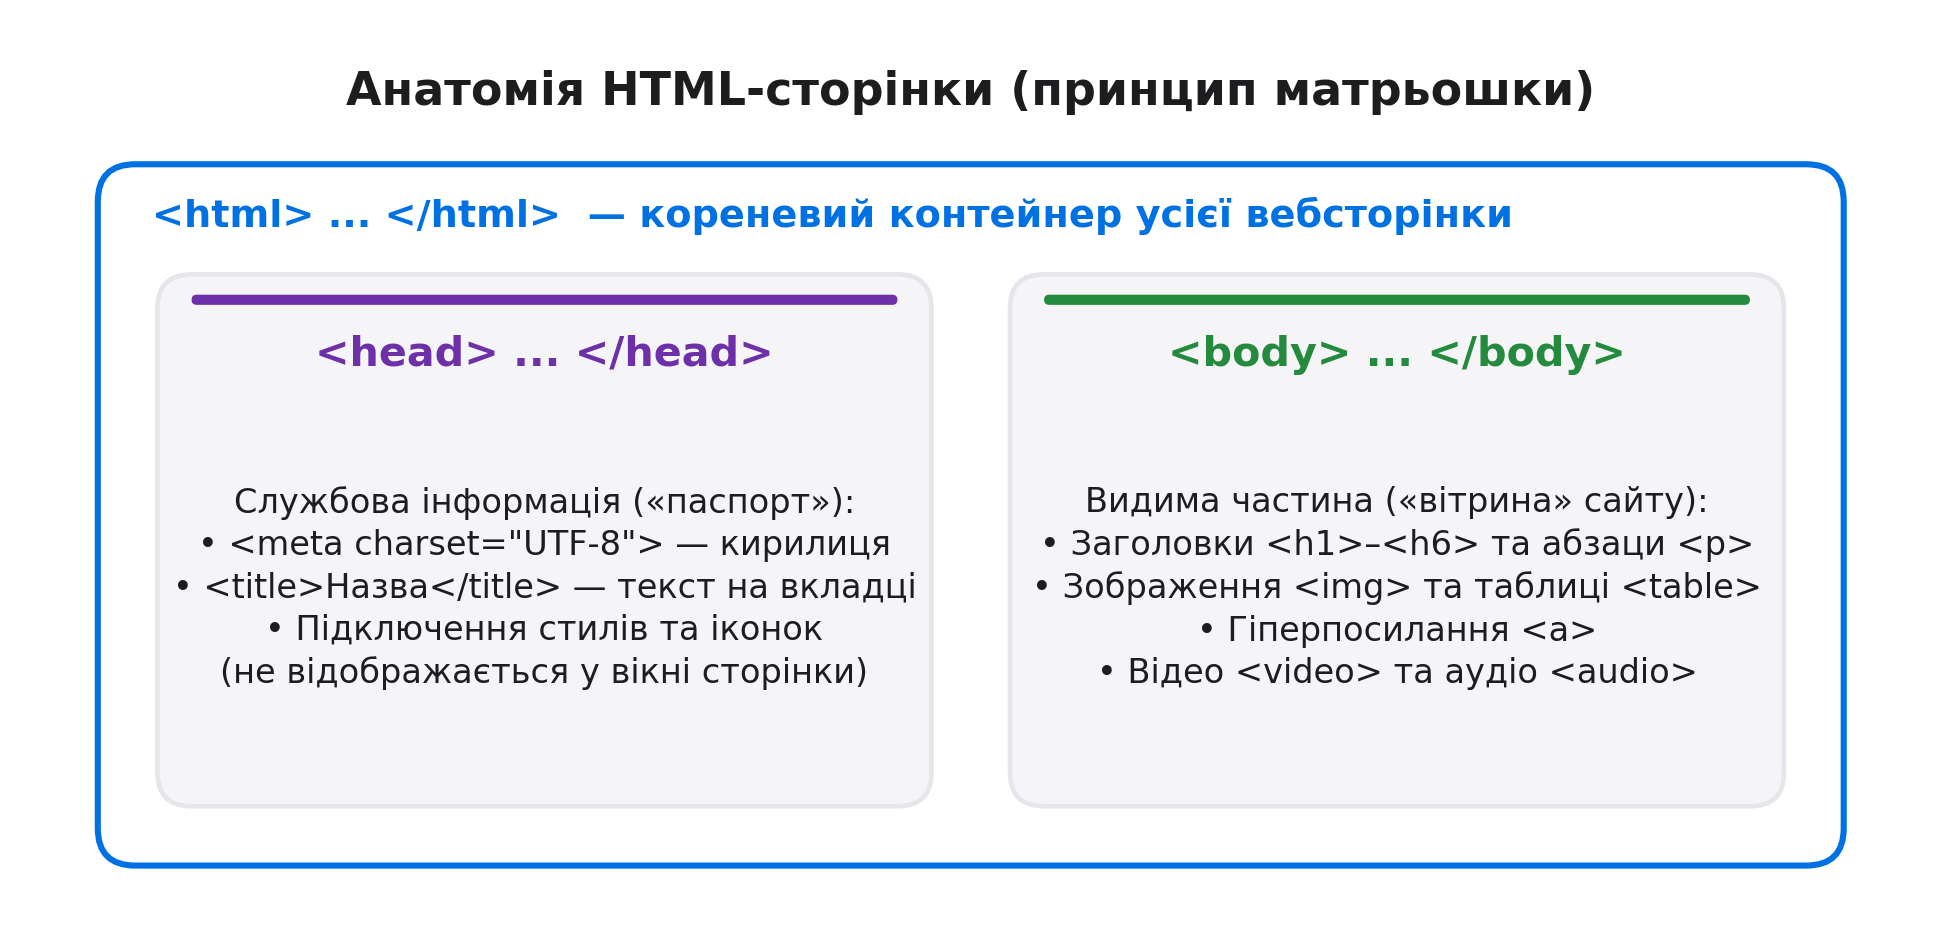 Анатомія HTML-сторінки (принцип матрьошки)
<html> ... </html> — кореневий контейнер усієї вебсторінки
<head> ... </head>
Службова інформація («паспорт»):
• <meta charset="UTF-8"> — кирилиця
• <title>Назва</title> — текст на вкладці
• Підключення стилів та іконок
(не відображається у вікні сторінки)
<body> ... </body>
Видима частина («вітрина» сайту):
• Заголовки <h1>–<h6> та абзаци <p>
• Зображення <img> та таблиці <table>
• Гіперпосилання <a>
• Відео <video> та аудіо <audio>